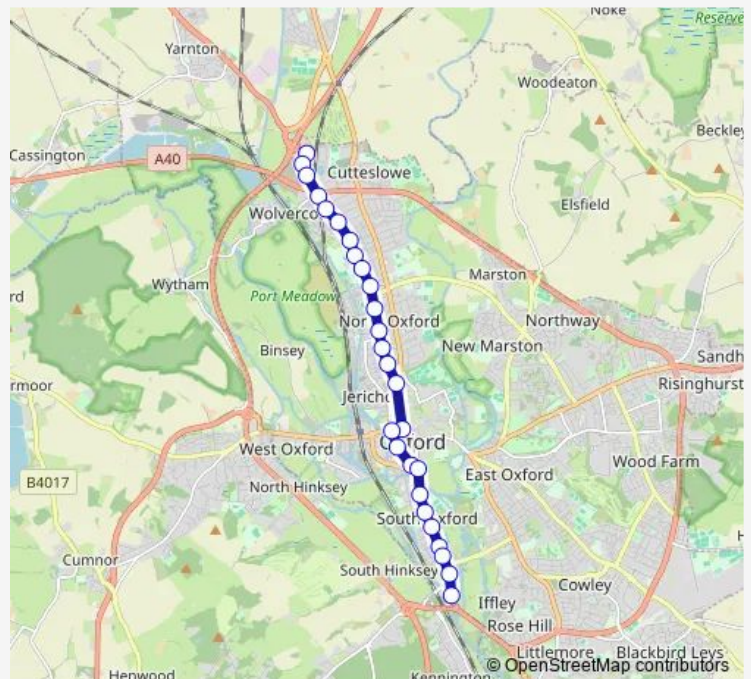 Noke
Reserve
Yarnton
Woodeaton
Beckley
Cassington
A40
Cutteslowe
Elsfield
Wolverco
Wytham
Marston
rd
Port Meadow
Nor Oxford
Northway
Binsey
New Marston
Sandh
rmoor
Jericho
Risinghurst
Oxford
West Oxford
East Oxford
Wood Farm
B4017
North Hinksey
South Oxford
Cumnor
South Hinksey
Cowley
Iffley
Rose Hill
Littlemore Blackbird Leys
Henwood
Kennington
© OpenStreetMap contributors